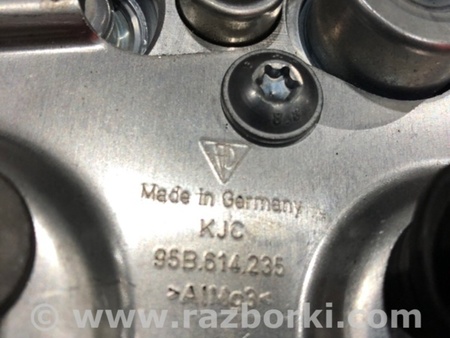 Made in Germany
KJC
95B.614.235
>AlMg3<
© - www.razborki.com